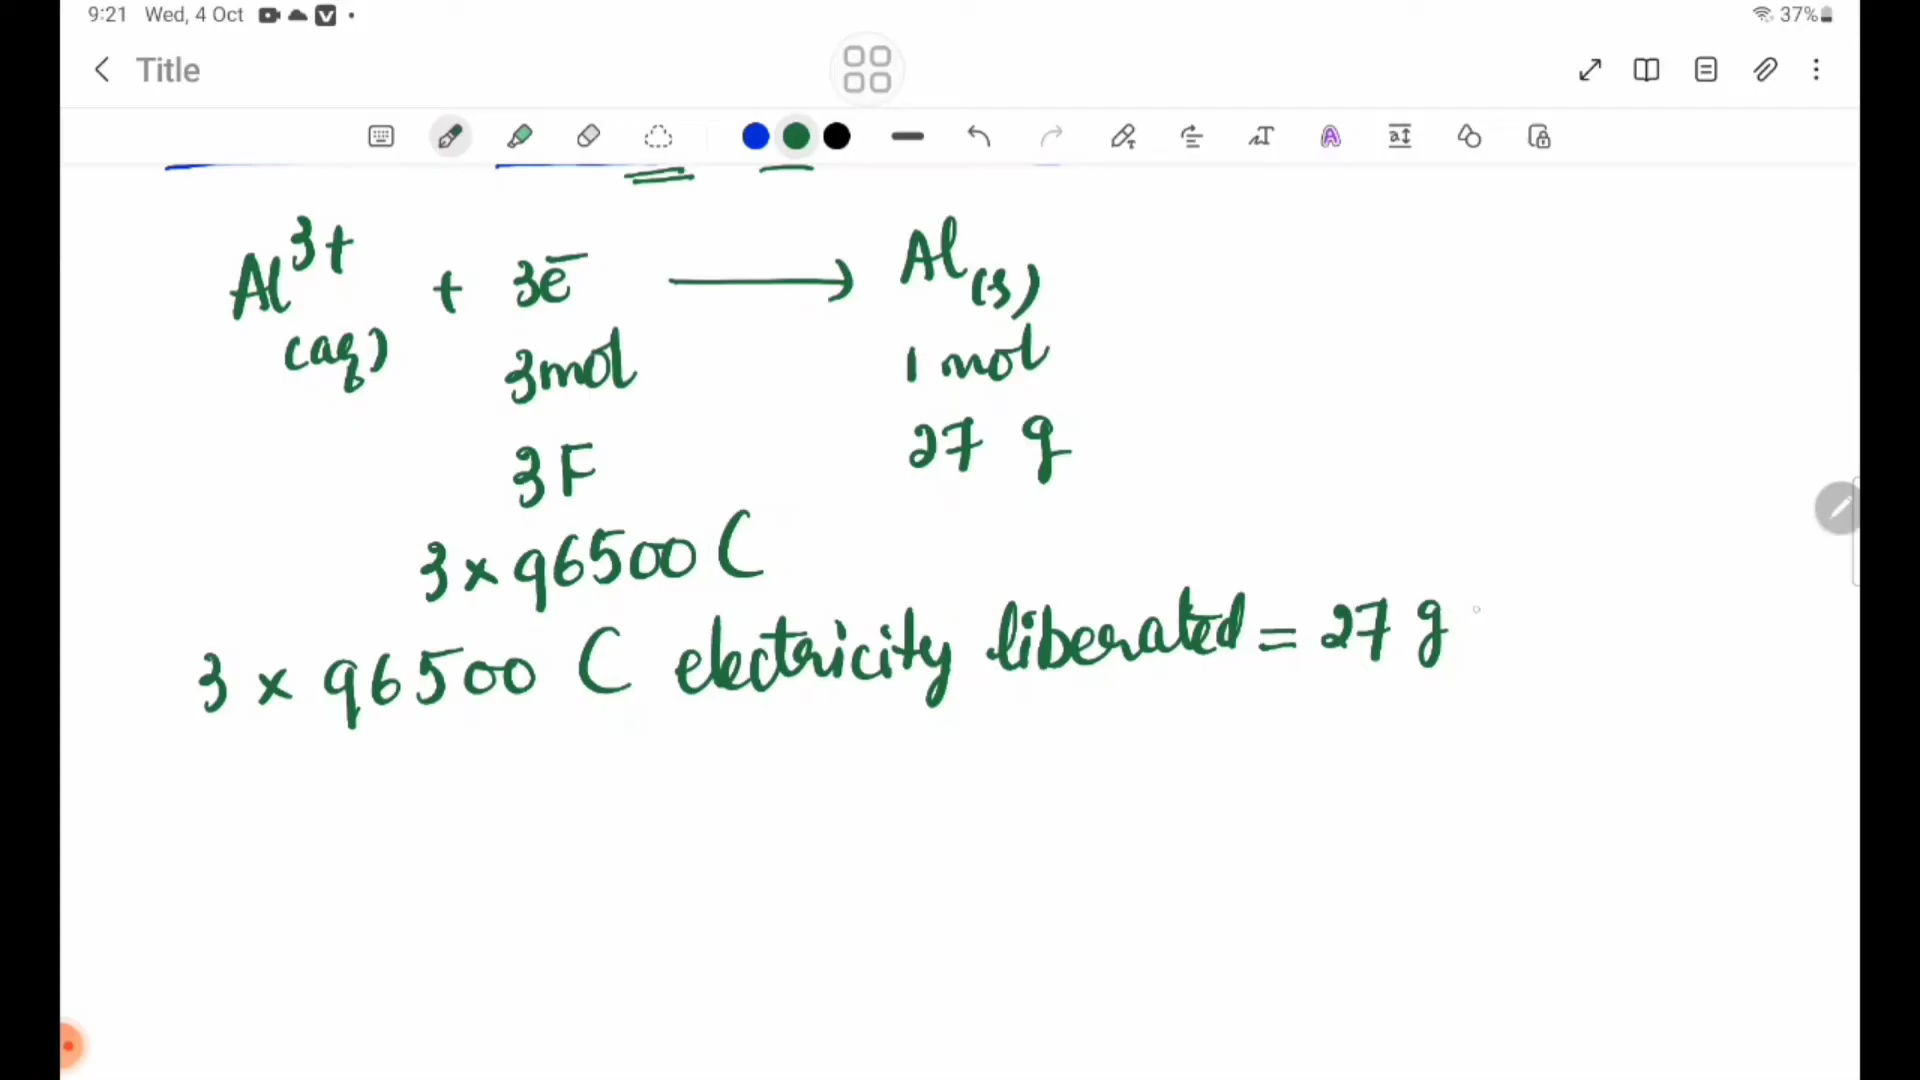 9:21 Wed, 4 Oct V 37%
Title
Al³⁺ + 3e⁻ → Al(s)
(aq)
3mol 1 mol
3F 27 g
3 × 96500 C
3 × 96500 C electricity liberated = 27 g